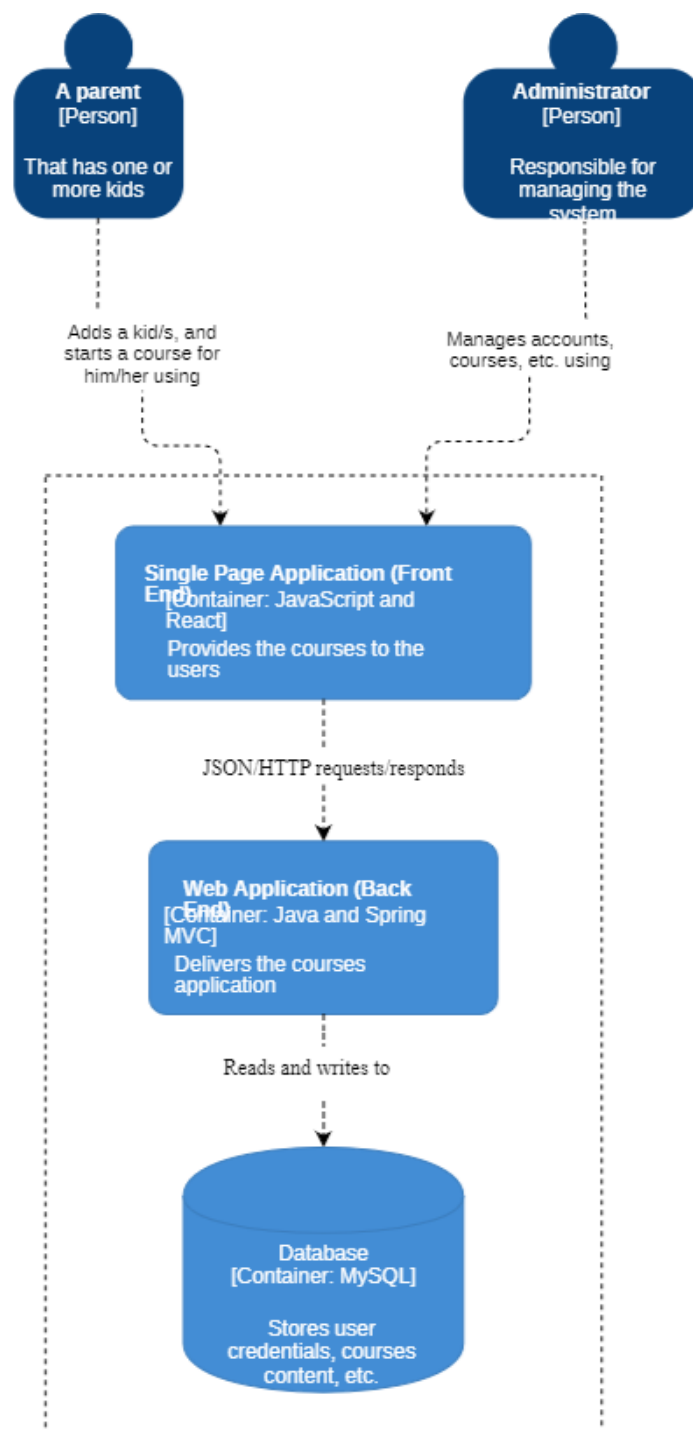 A parent
[Person]
That has one or
more kids
Administrator
[Person]
Responsible for
managing the
system
Adds a kid/s, and
starts a course for
him/her using
Manages accounts,
courses, etc. using
Single Page Application (Front
End)
[Container: JavaScript and
React]
Provides the courses to the
users
JSON/HTTP requests/responds
Web Application (Back
End)
[Container: Java and Spring
MVC]
Delivers the courses
application
Reads and writes to
Database
[Container: MySQL]
Stores user
credentials, courses
content, etc.